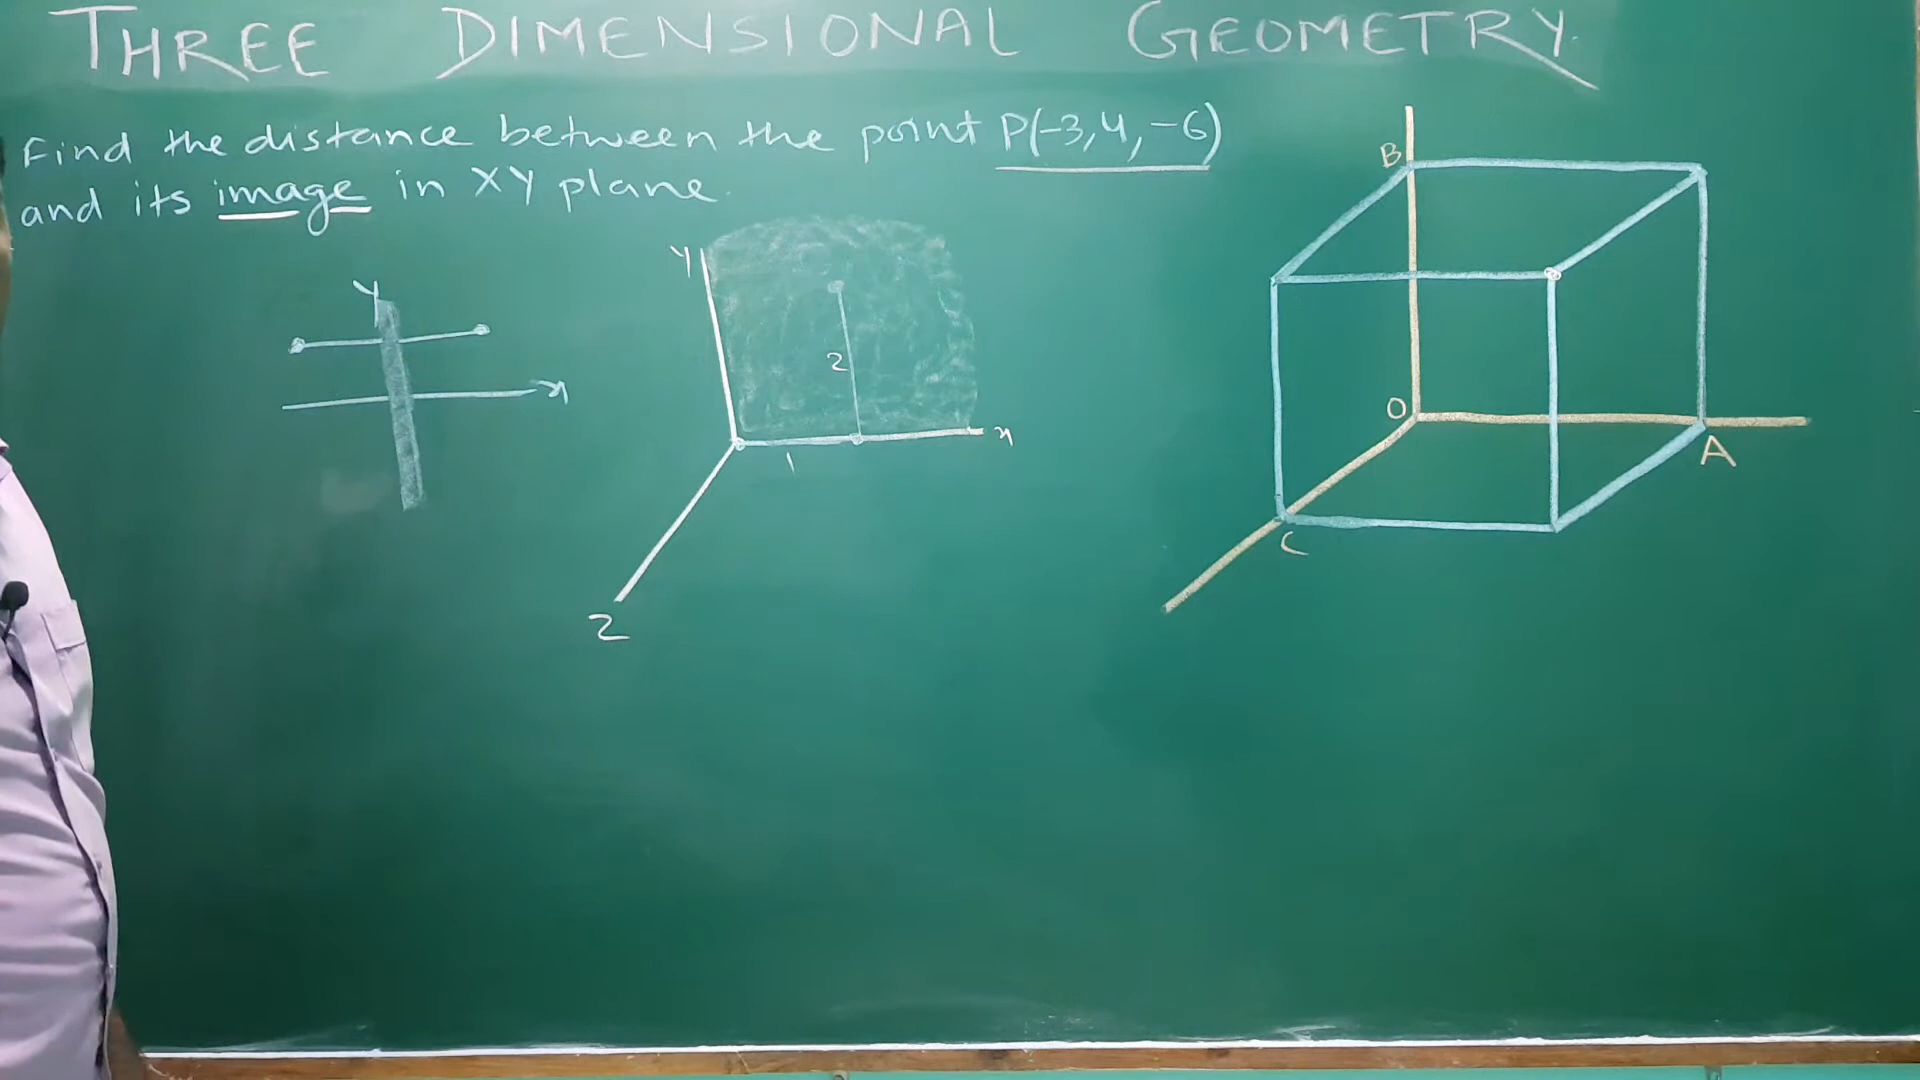 THREE DIMENSIONAL GEOMETRY
Find the distance between the point P(-3,4,-6)
and its image in XY plane.
Y
x
Y
2
1
x
Z
B
O
A
C